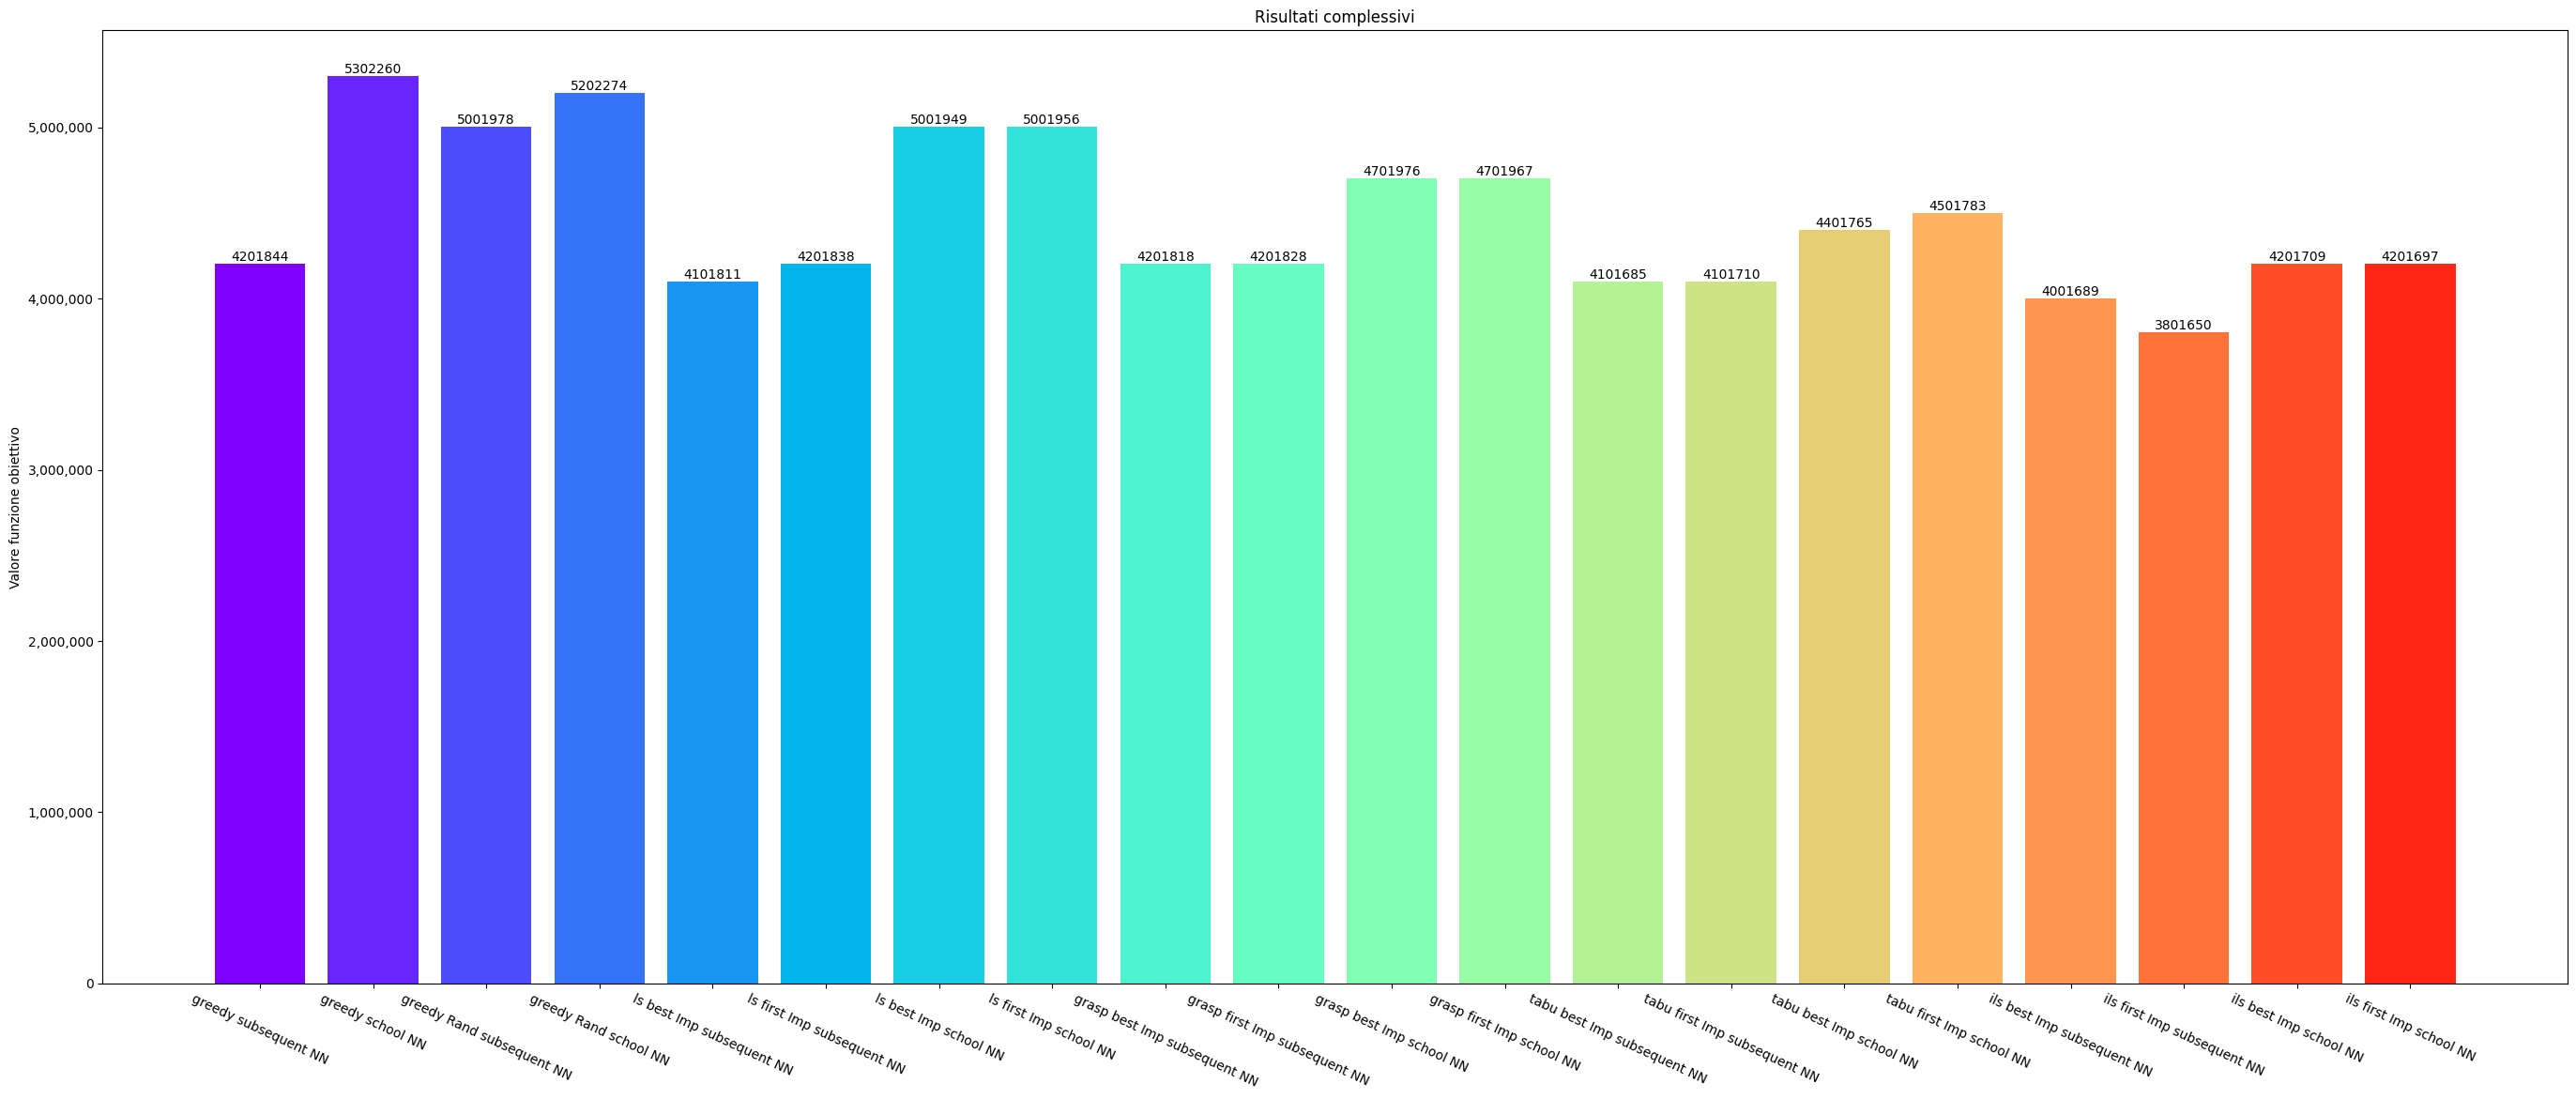 Risultati complessivi
Valore funzione obiettivo
5,000,000
4,000,000
3,000,000
2,000,000
1,000,000
0
4201844
5302260
5001978
5202274
4101811
4201838
5001949
5001956
4201818
4201828
4701976
4701967
4101685
4101710
4401765
4501783
4001689
3801650
4201709
4201697
greedy subsequent NN
greedy school NN
greedy Rand subsequent NN
greedy Rand school NN
ls best Imp subsequent NN
ls first Imp subsequent NN
ls best Imp school NN
ls first Imp school NN
grasp best Imp subsequent NN
grasp first Imp subsequent NN
grasp best Imp school NN
grasp first Imp school NN
tabu best Imp subsequent NN
tabu first Imp subsequent NN
tabu best Imp school NN
tabu first Imp school NN
ils best Imp subsequent NN
ils first Imp subsequent NN
ils best Imp school NN
ils first Imp school NN